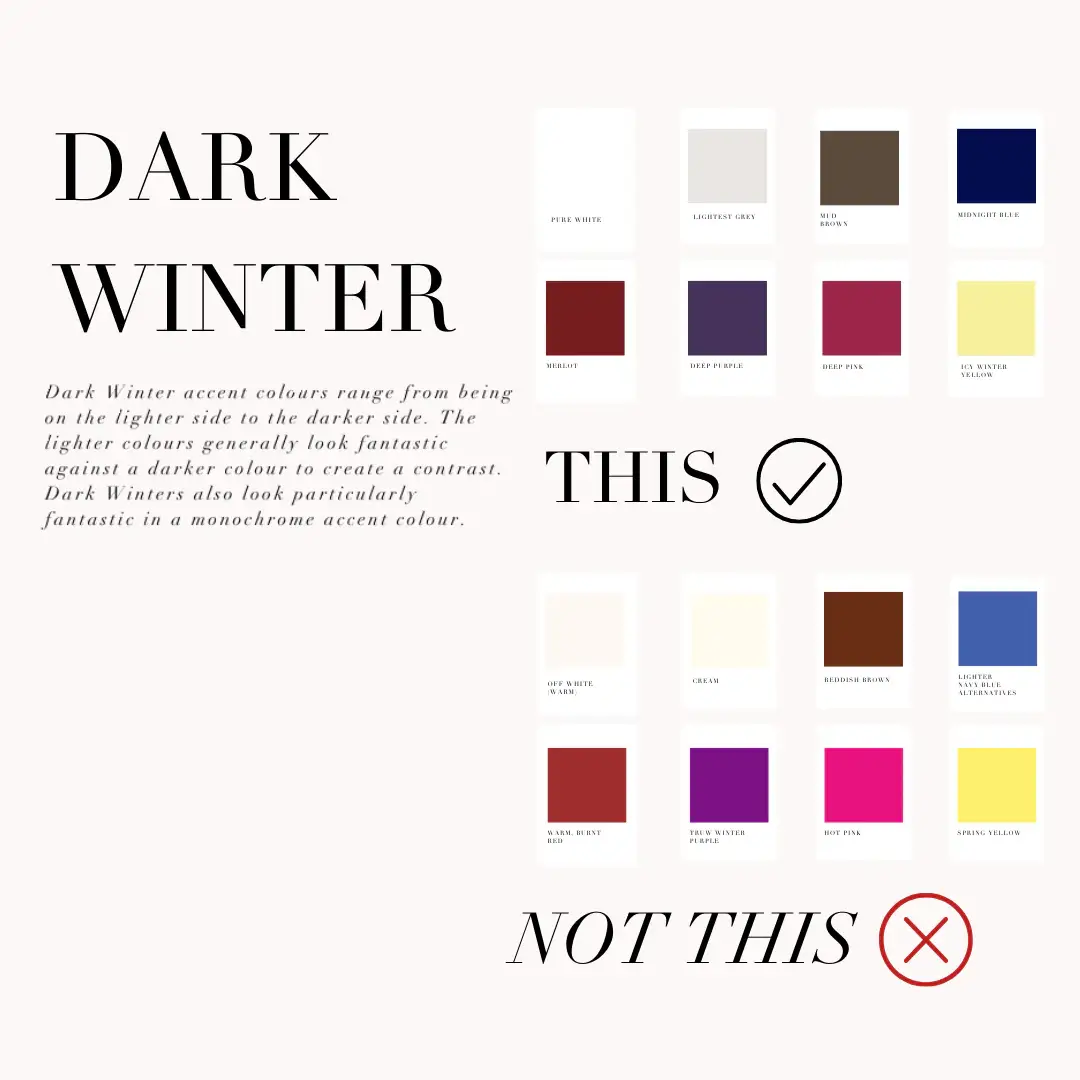 DARK
WINTER
Dark Winter accent colours range from being
on the lighter side to the darker side. The
lighter colours generally look fantastic
against a darker colour to create a contrast.
Dark Winters also look particularly
fantastic in a monochrome accent colour.
PURE WHITE
LIGHTEST GREY
MUD
BROWN
MIDNIGHT BLUE
MERLOT
DEEP PURPLE
DEEP PINK
ICY WINTER
YELLOW
THIS
OFF WHITE
(WARM)
CREAM
REDDISH BROWN
LIGHTER
NAVY BLUE
ALTERNATIVES
WARM, BURNT
RED
TRUW WINTER
PURPLE
HOT PINK
SPRING YELLOW
NOT THIS